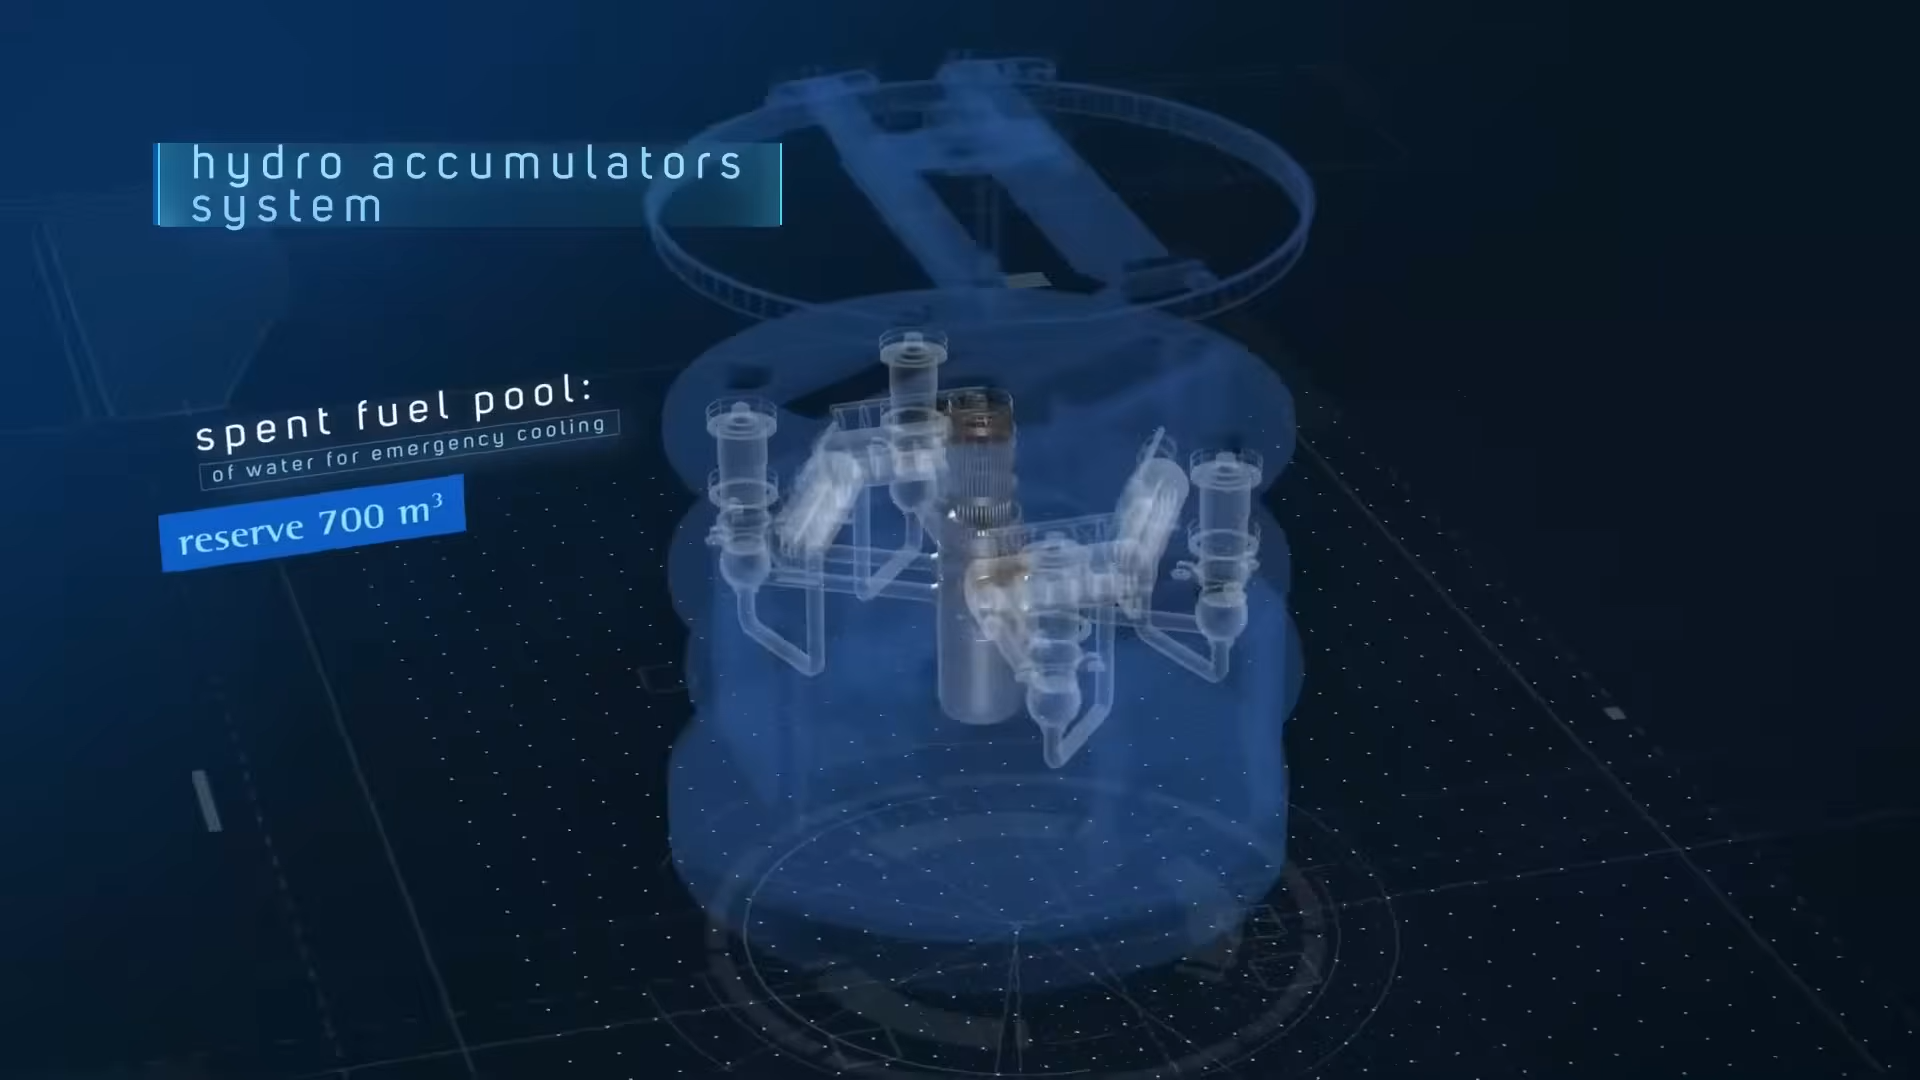 hydro accumulators
system
spent fuel pool:
of water for emergency cooling
reserve 700 m³